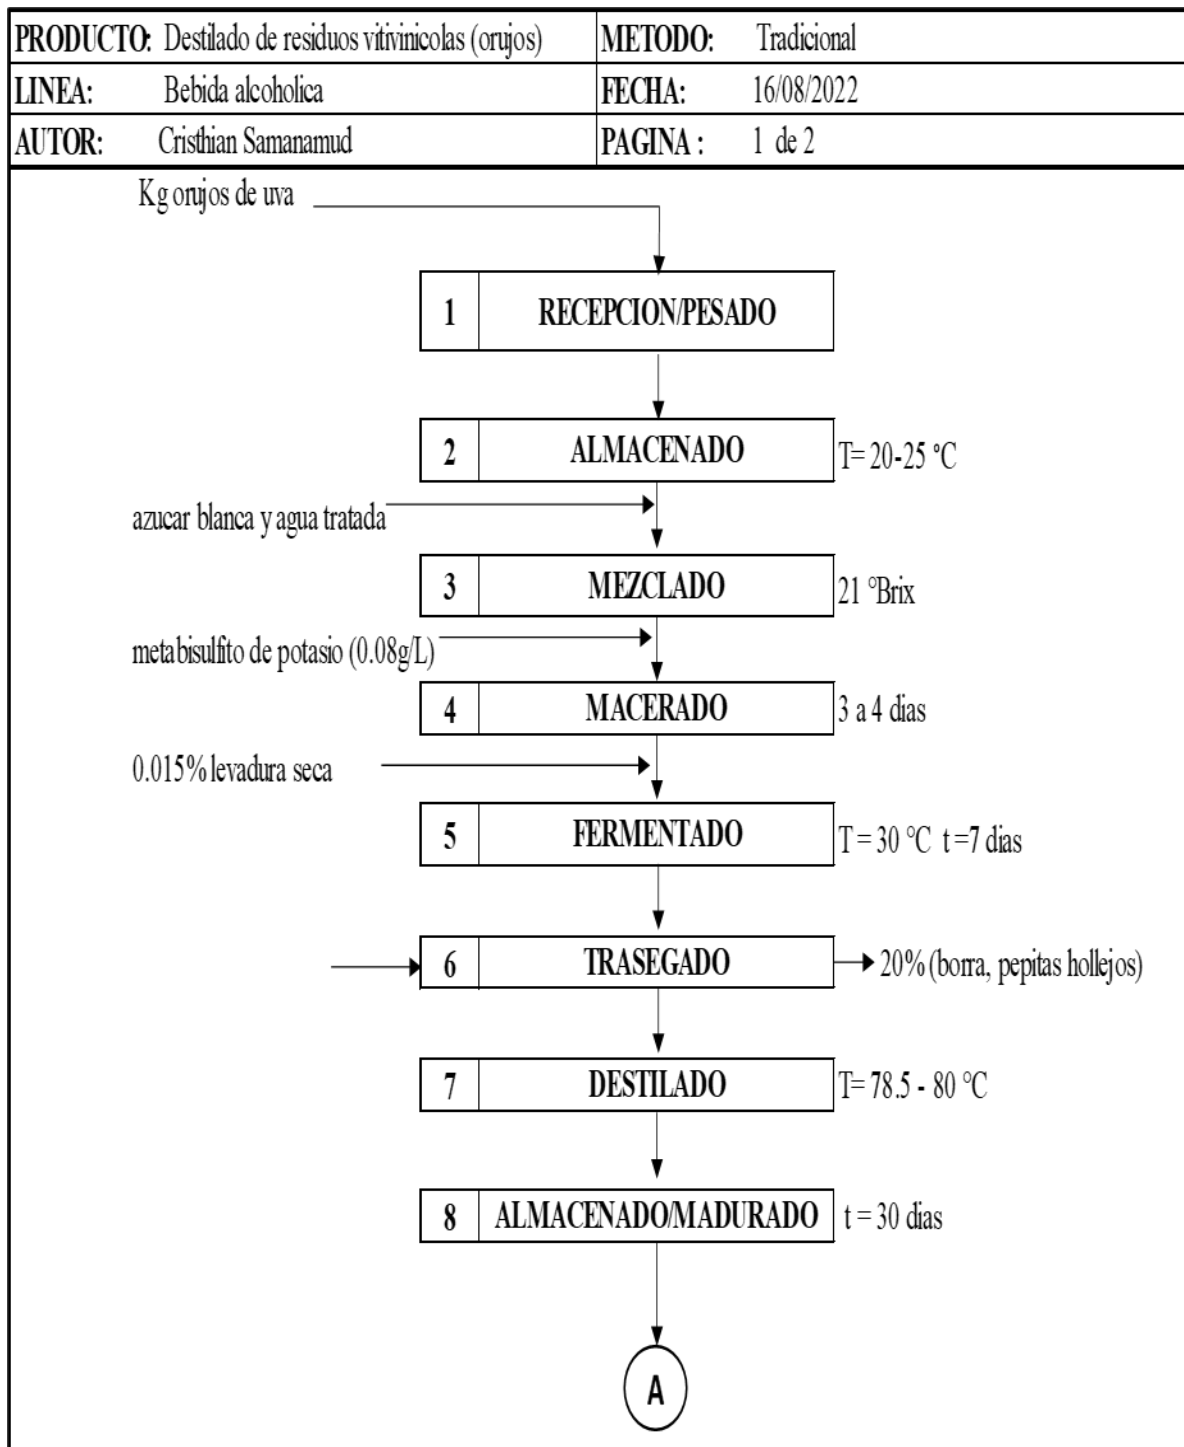 PRODUCTO: Destilado de residuos vitivinicolas (orujos) METODO: Tradicional
LINEA: Bebida alcoholica FECHA: 16/08/2022
AUTOR: Cristhian Samanamud PAGINA : 1 de 2
Kg orujos de uva
1 RECEPCION/PESADO
2 ALMACENADO T= 20-25 °C
azucar blanca y agua tratada
3 MEZCLADO 21 °Brix
metabisulfito de potasio (0.08g/L)
4 MACERADO 3 a 4 dias
0.015% levadura seca
5 FERMENTADO T = 30 °C t =7 dias
6 TRASEGADO 20% (borra, pepitas hollejos)
7 DESTILADO T= 78.5 - 80 °C
8 ALMACENADO/MADURADO t = 30 dias
A